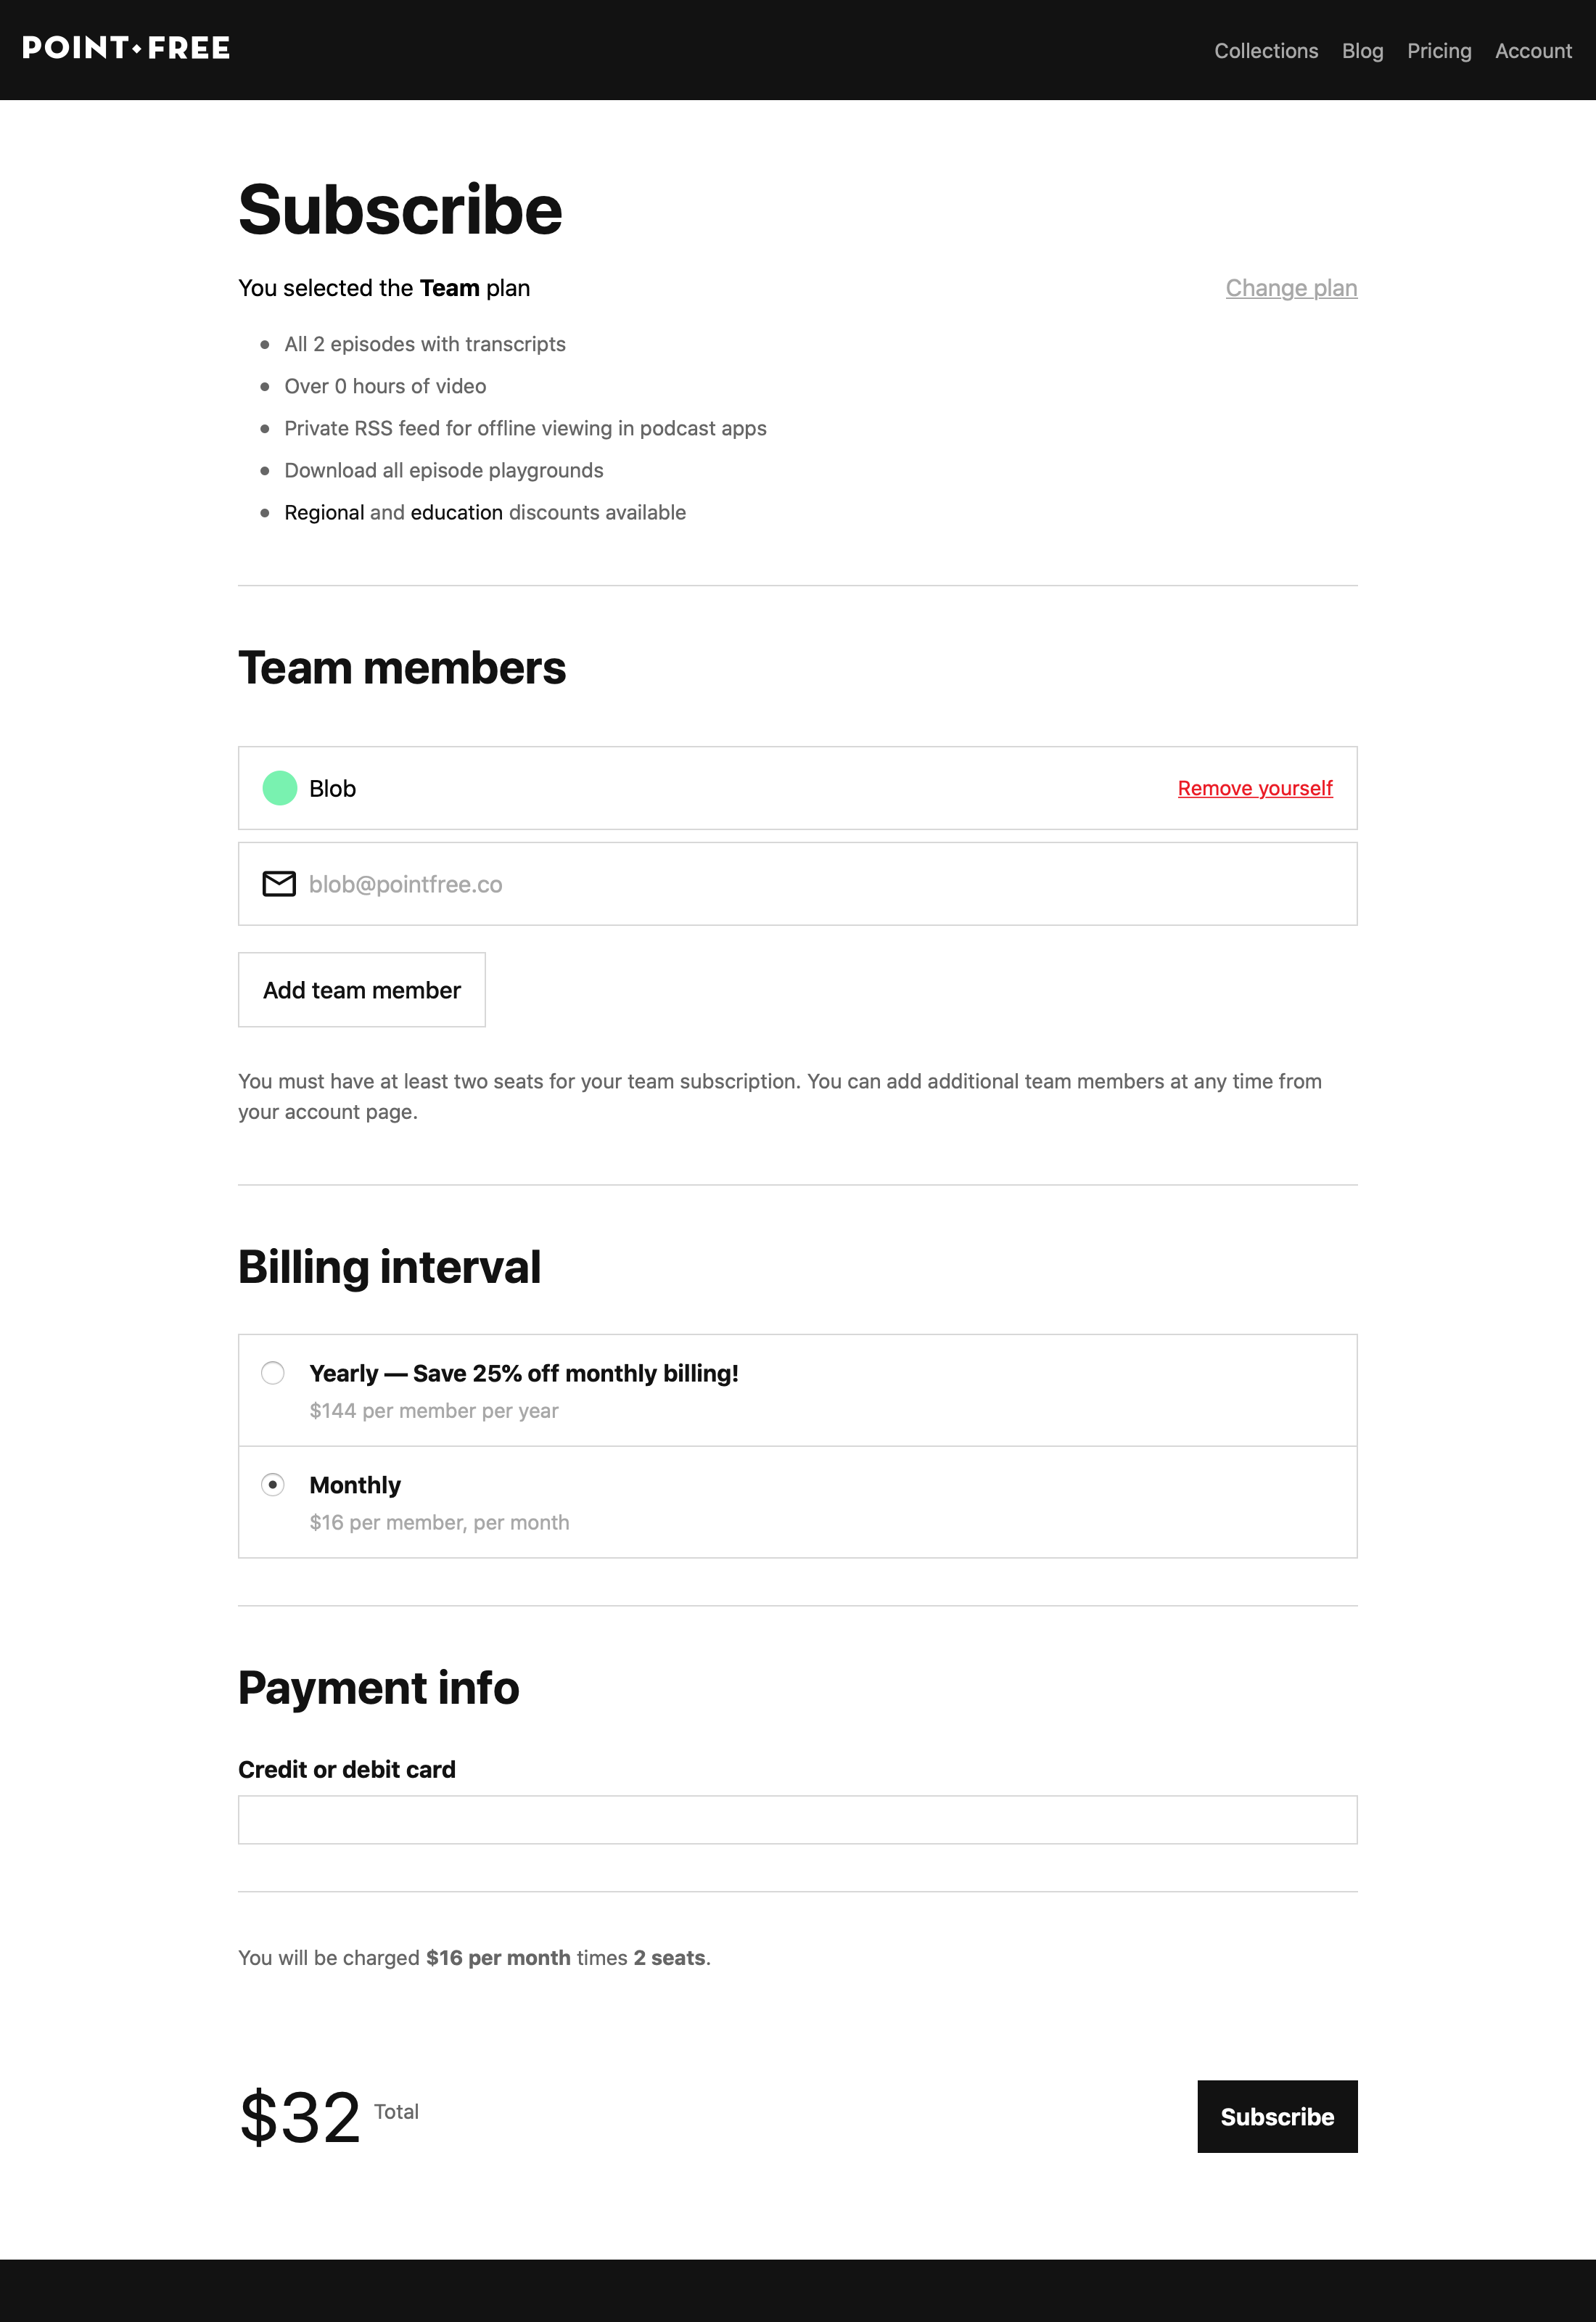 POINT◆FREE
Collections Blog Pricing Account
Subscribe
You selected the Team plan
Change plan
All 2 episodes with transcripts
Over 0 hours of video
Private RSS feed for offline viewing in podcast apps
Download all episode playgrounds
Regional and education discounts available
Team members
Blob
Remove yourself
blob@pointfree.co
Add team member
You must have at least two seats for your team subscription. You can add additional team members at any time from
your account page.
Billing interval
Yearly — Save 25% off monthly billing!
$144 per member per year
Monthly
$16 per member, per month
Payment info
Credit or debit card
You will be charged $16 per month times 2 seats.
$32 Total
Subscribe